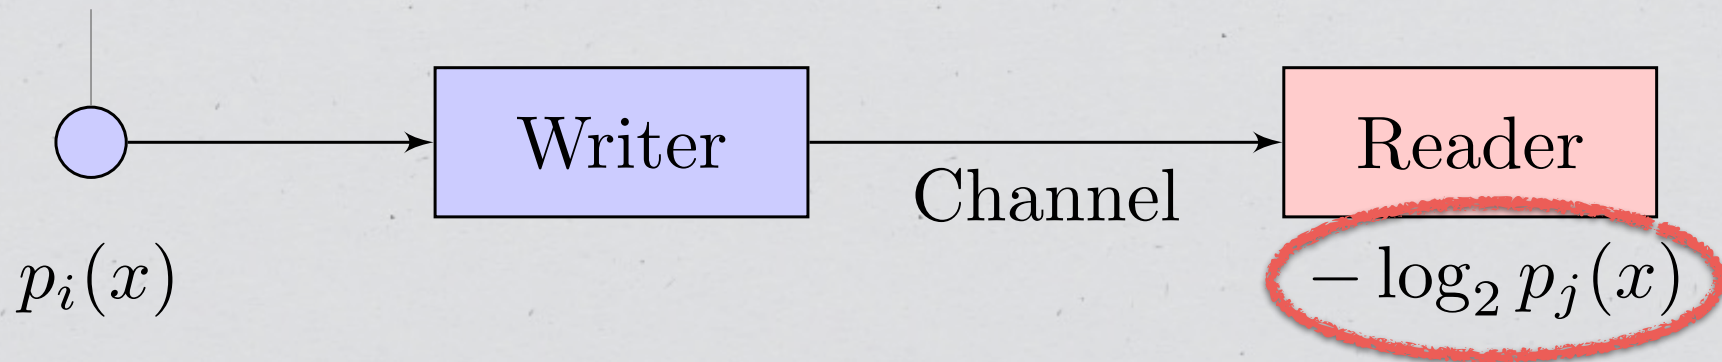 Writer
Reader
Channel
p_i(x)
− log_2 p_j(x)